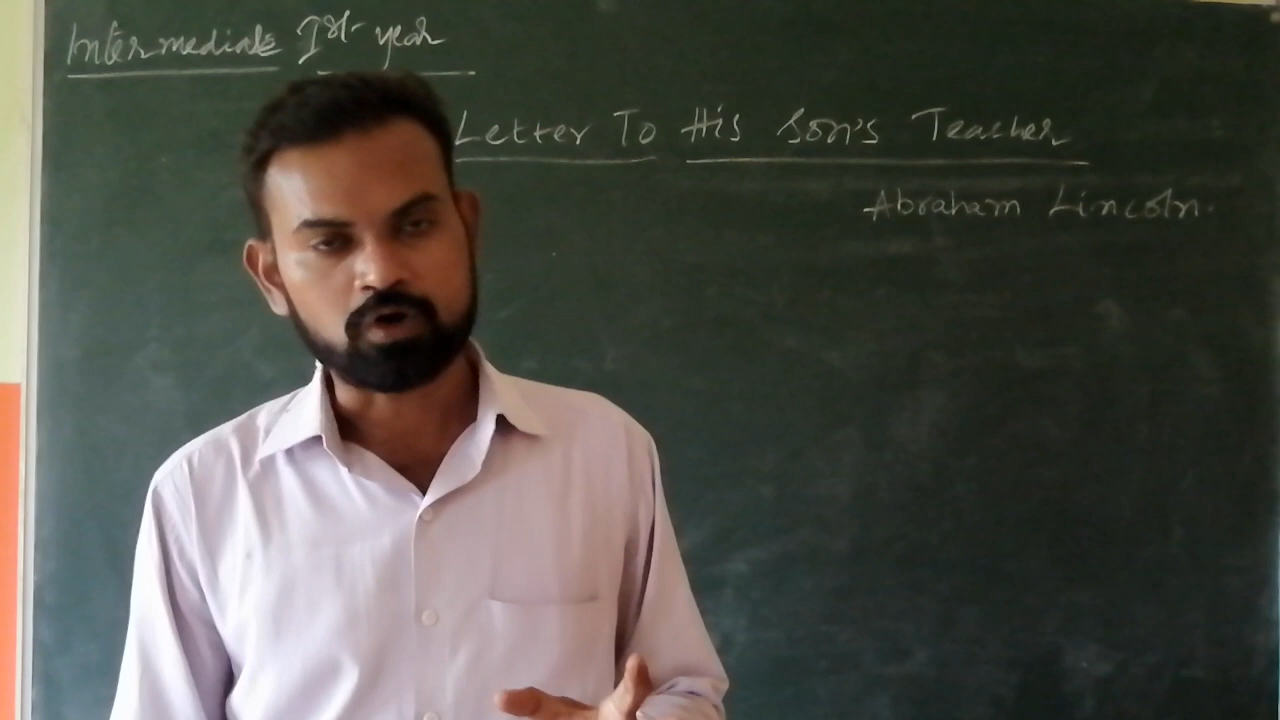 Intermediate Ist year
Letter To His Son's Teacher
Abraham Lincoln.